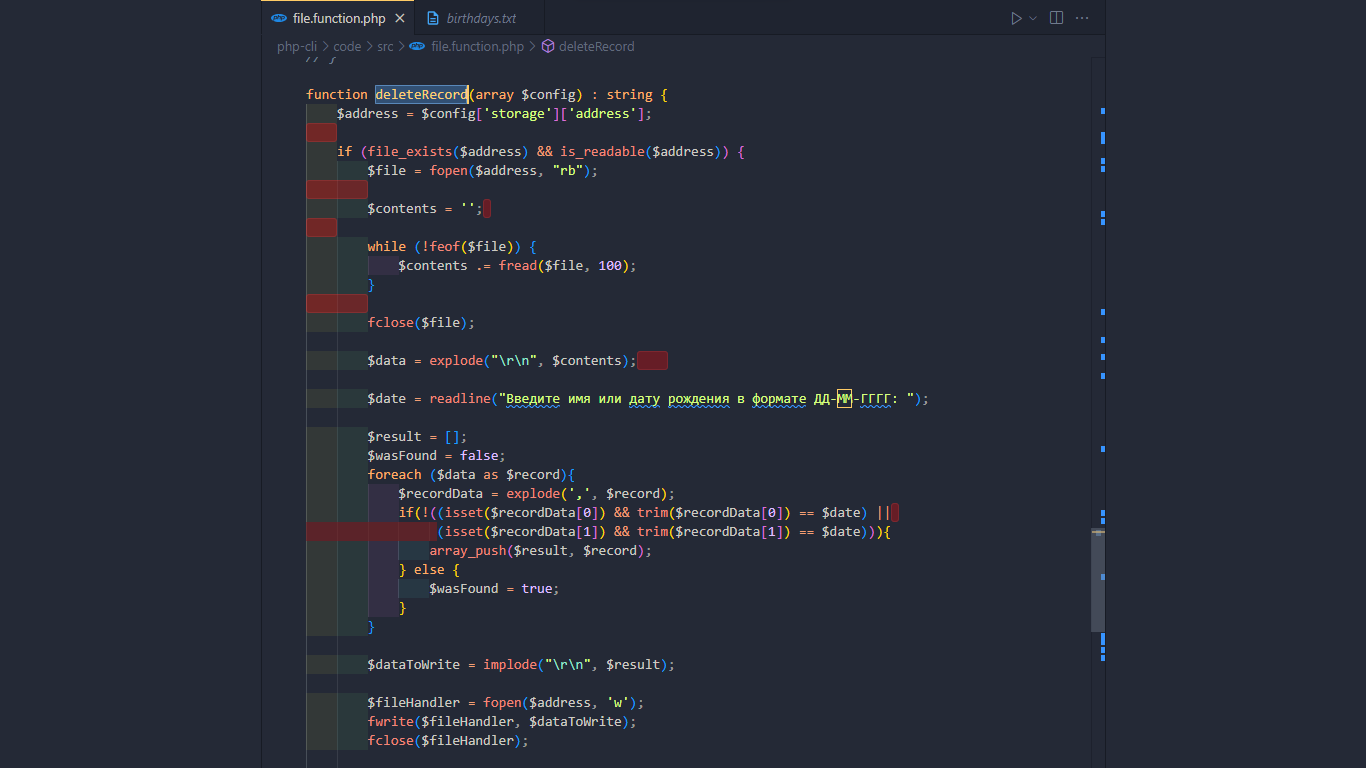 file.function.php
birthdays.txt
php-cli > code > src > file.function.php > deleteRecord
// }
function deleteRecord(array $config) : string {
$address = $config['storage']['address'];
if (file_exists($address) && is_readable($address)) {
$file = fopen($address, "rb");
$contents = '';
while (!feof($file)) {
$contents .= fread($file, 100);
}
fclose($file);
$data = explode("\r\n", $contents);
$date = readline("Введите имя или дату рождения в формате ДД-ММ-ГГГГ: ");
$result = [];
$wasFound = false;
foreach ($data as $record){
$recordData = explode(',', $record);
if(!((isset($recordData[0]) && trim($recordData[0]) == $date) ||
(isset($recordData[1]) && trim($recordData[1]) == $date))){
array_push($result, $record);
} else {
$wasFound = true;
}
}
$dataToWrite = implode("\r\n", $result);
$fileHandler = fopen($address, 'w');
fwrite($fileHandler, $dataToWrite);
fclose($fileHandler);